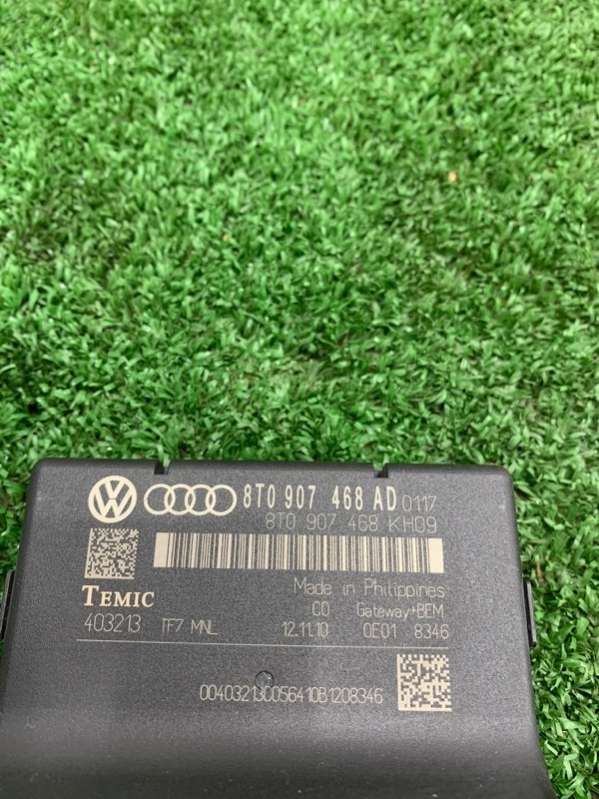 8T0 907 468 AD 0117
8T0 907 468 KH09
TEMIC
Made in Philippines
C0 Gateway+BEM
403213 TF7 MNL 12.11.10 0E01 8346
00403213C0056410B1208346